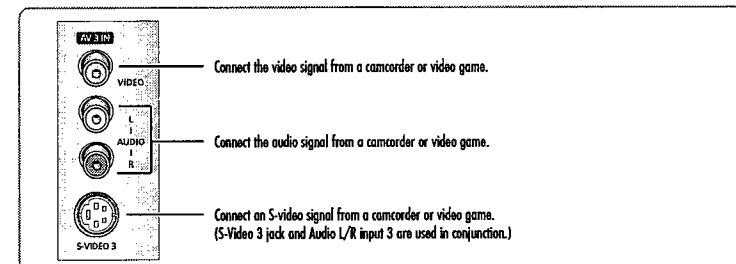 AV 3 IN
VIDEO
Connect the video signal from a camcorder or video game.
L
AUDIO
R
Connect the audio signal from a camcorder or video game.
Connect an S-video signal from a camcorder or video game.
(S-Video 3 jack and Audio L/R input 3 are used in conjunction.)
S-VIDEO 3